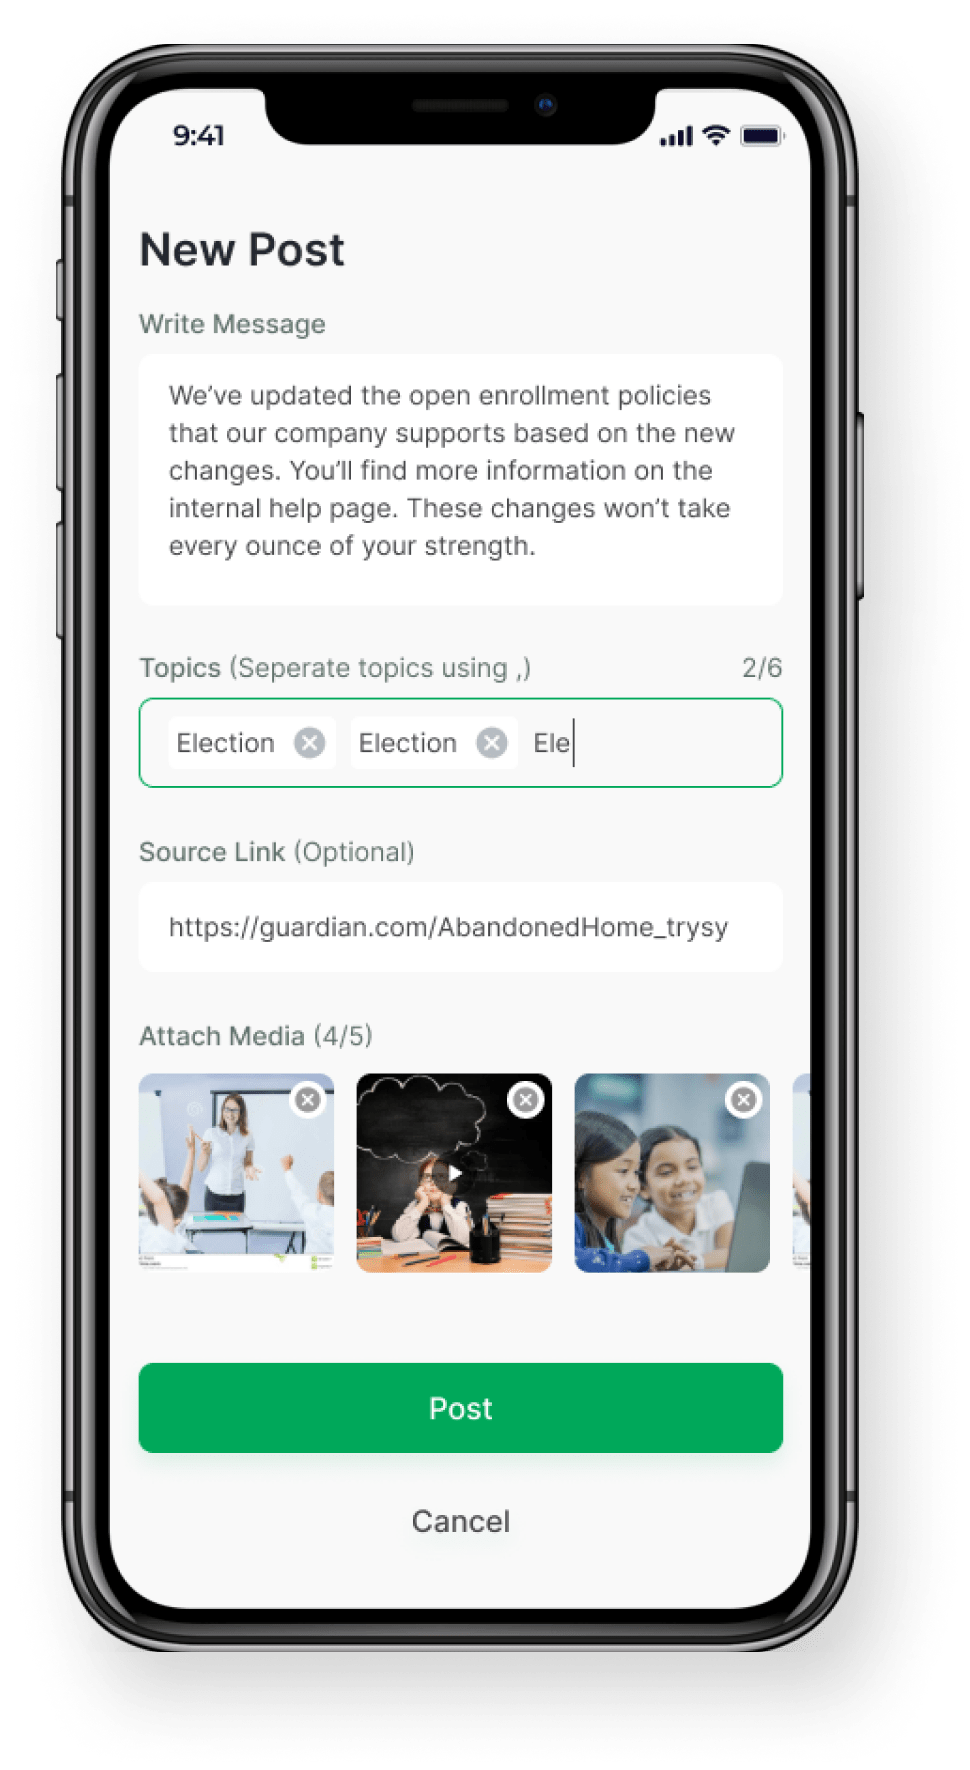 9:41
New Post
Write Message
We’ve updated the open enrollment policies
that our company supports based on the new
changes. You’ll find more information on the
internal help page. These changes won’t take
every ounce of your strength.
Topics (Seperate topics using ,) 2/6
Election Election Ele
Source Link (Optional)
https://guardian.com/AbandonedHome_trysy
Attach Media (4/5)
Post
Cancel